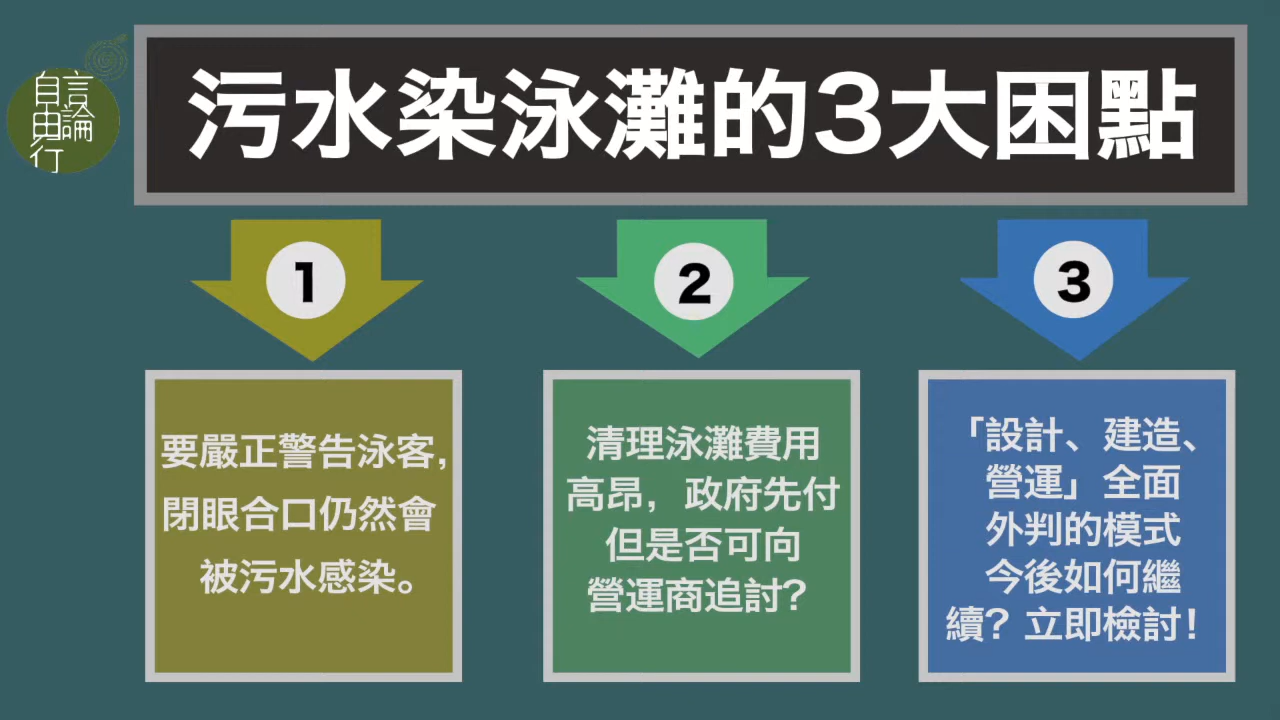 自由行
言論
污水染泳灘的3大困點
1
要嚴正警告泳客,
閉眼合口仍然會
被污水感染。
2
清理泳灘費用
高昂,政府先付
但是否可向
營運商追討?
3
「設計、建造、
營運」全面
外判的模式
今後如何繼
續?立即檢討!